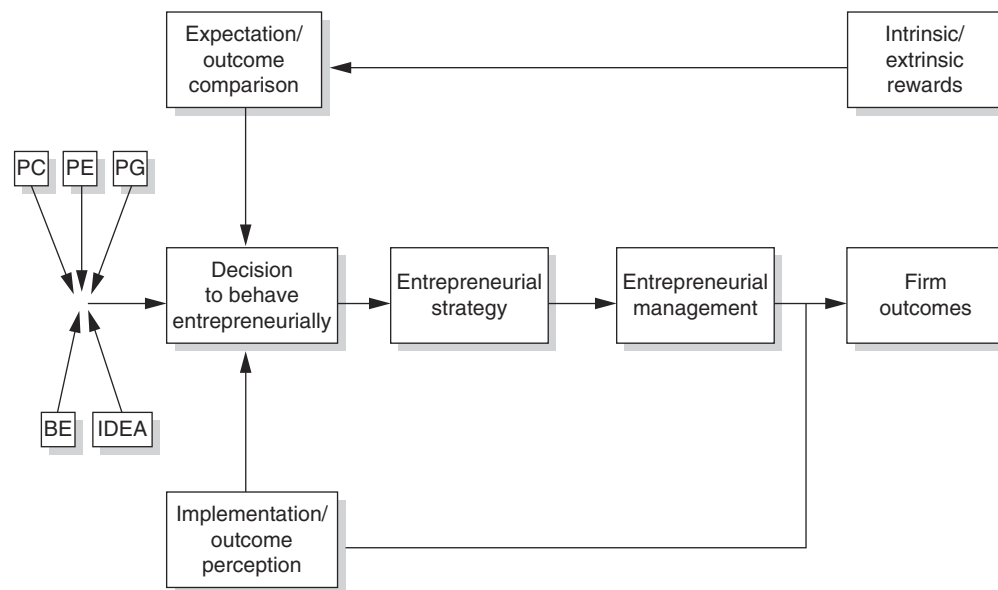 Expectation/
outcome
comparison
Intrinsic/
extrinsic
rewards
PC
PE
PG
Decision
to behave
entrepreneurially
Entrepreneurial
strategy
Entrepreneurial
management
Firm
outcomes
BE
IDEA
Implementation/
outcome
perception